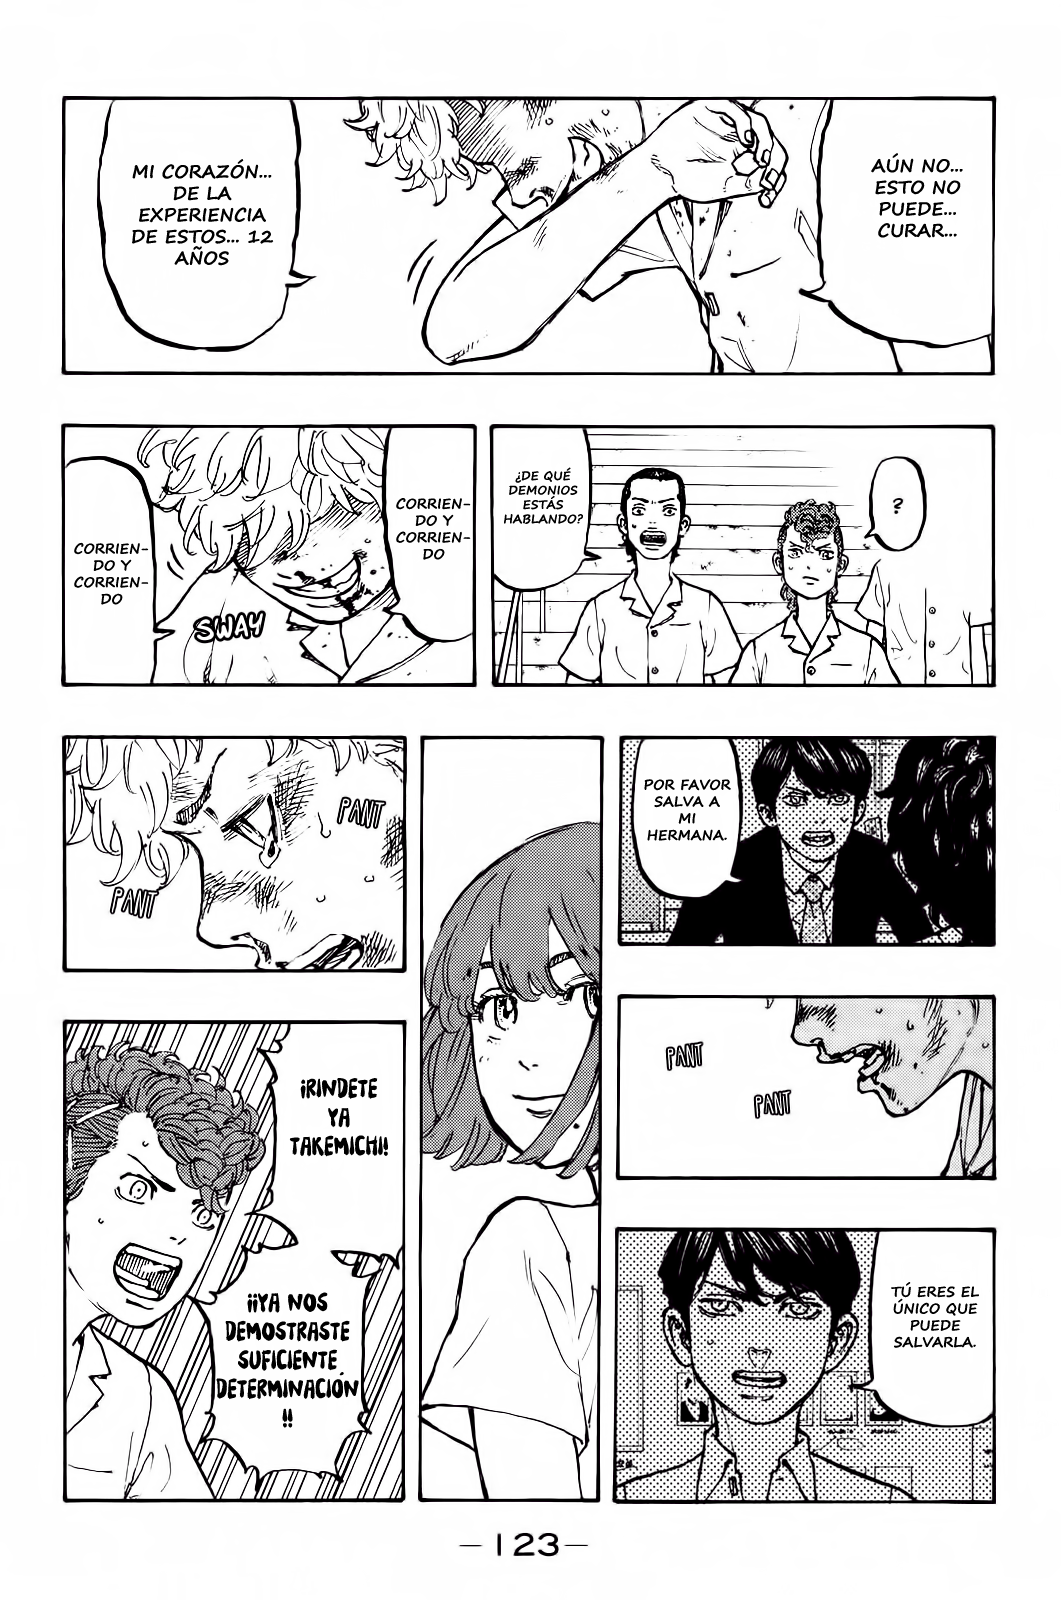 AÚN NO...
ESTO NO
PUEDE...
CURAR...
MI CORAZÓN...
DE LA
EXPERIENCIA
DE ESTOS... 12
AÑOS
?
¿DE QUÉ
DEMONIOS
ESTÁS
HABLANDO?
CORRIEN-
DO Y
CORRIEN-
DO
SWAY
CORRIEN-
DO Y
CORRIEN-
DO
POR FAVOR
SALVA A
MI
HERMANA.
PANT
PANT
TÚ ERES EL
ÚNICO QUE
PUEDE
SALVARLA.
PANT
PANT
¡RINDETE
YA
TAKEMICHI!
¡¡YA NOS
DEMOSTRASTE
SUFICIENTE
DETERMINACIÓN
!!
—123—